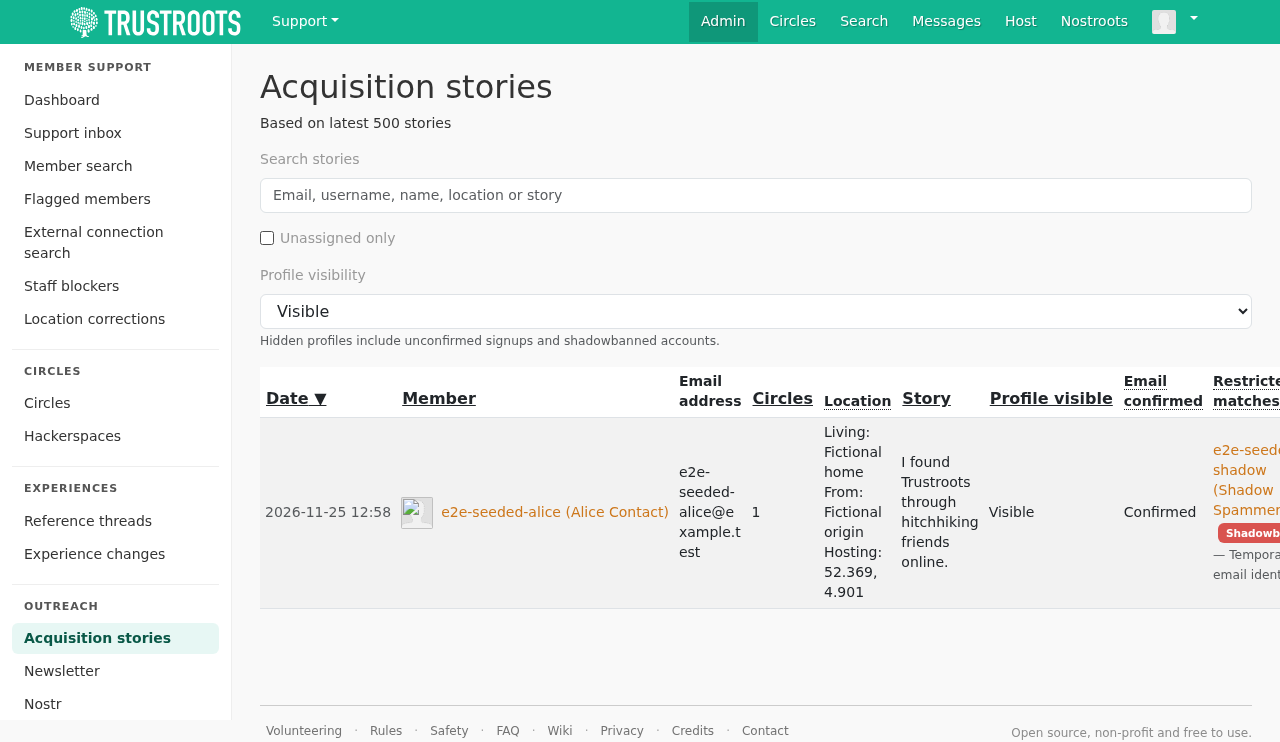 TRUSTROOTS
Support
Admin
Circles
Search
Messages
Host
Nostroots
MEMBER SUPPORT
Dashboard
Support inbox
Member search
Flagged members
External connection
search
Staff blockers
Location corrections
CIRCLES
Circles
Hackerspaces
EXPERIENCES
Reference threads
Experience changes
OUTREACH
Acquisition stories
Newsletter
Nostr
Acquisition stories
Based on latest 500 stories
Search stories
Email, username, name, location or story
Unassigned only
Profile visibility
Visible
Hidden profiles include unconfirmed signups and shadowbanned accounts.
Date ▼
Member
Email
address
Circles
Location
Story
Profile visible
Email
confirmed
matches
2026-11-25 12:58
e2e-seeded-alice (Alice Contact)
e2e-
seeded-
alice@e
xample.t
est
1
Living:
Fictional
home
From:
Fictional
origin
Hosting:
52.369,
4.901
I found
Trustroots
through
hitchhiking
friends
online.
Visible
Confirmed
shadow
(Shadow
— 
email
Volunteering · Rules · Safety · FAQ · Wiki · Privacy · Credits · Contact
Open source, non-profit and free to use.